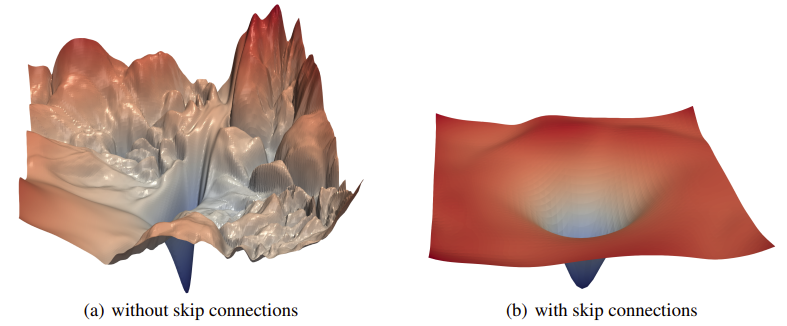 (a) without skip connections
(b) with skip connections